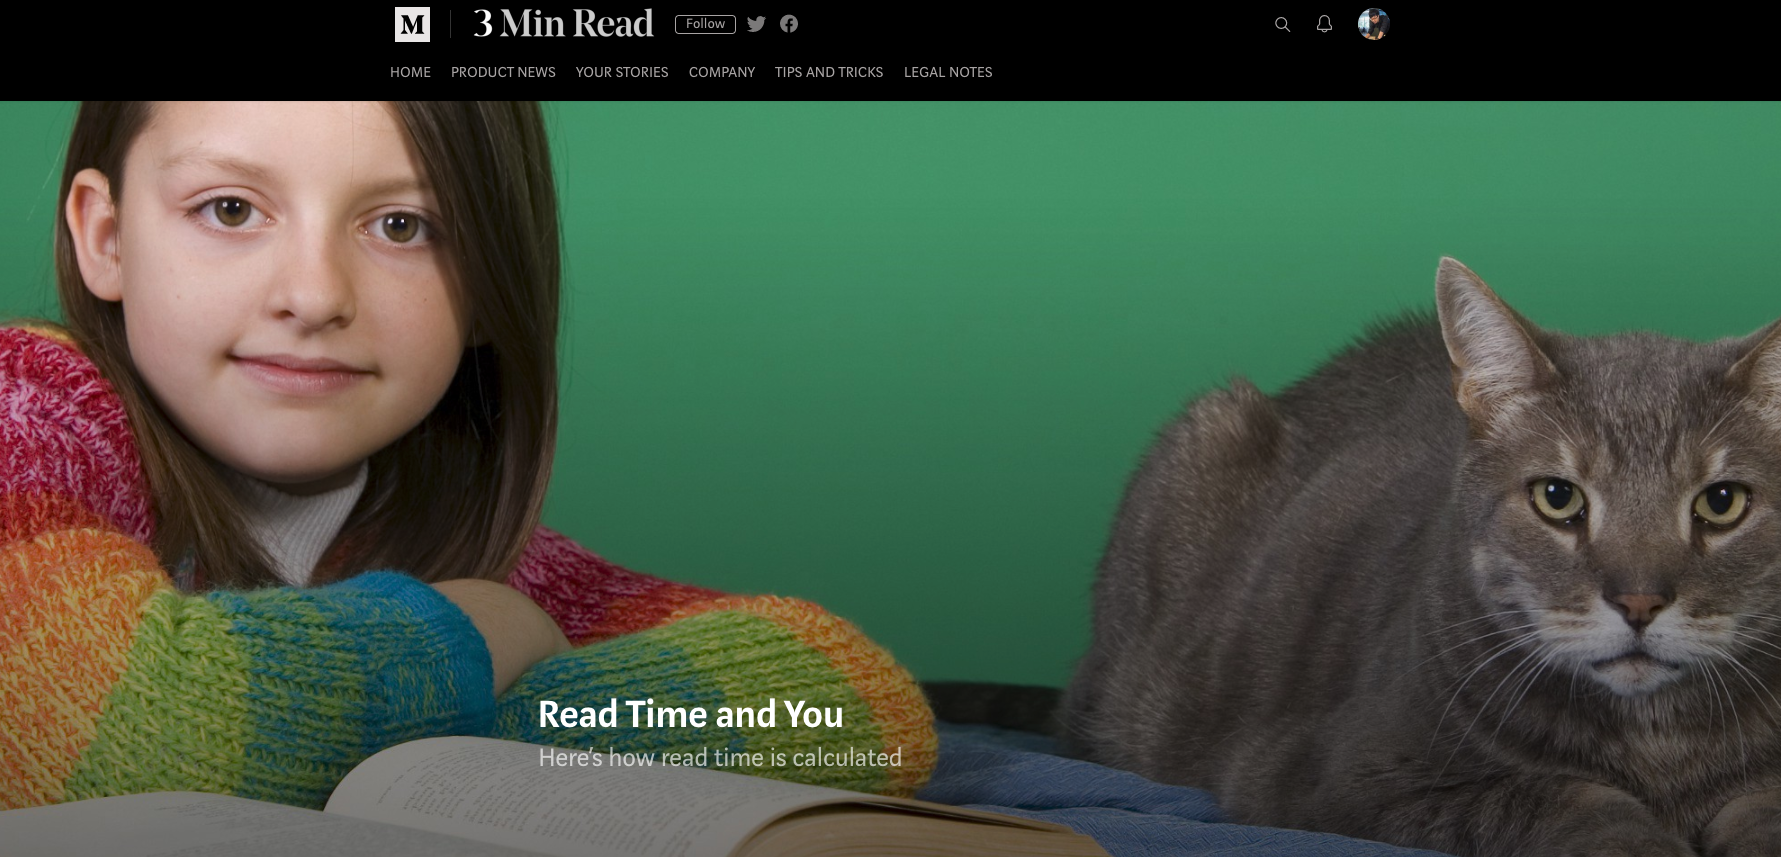 M
3 Min Read
Follow
HOME
PRODUCT NEWS
YOUR STORIES
COMPANY
TIPS AND TRICKS
LEGAL NOTES
Read Time and You
Here’s how read time is calculated